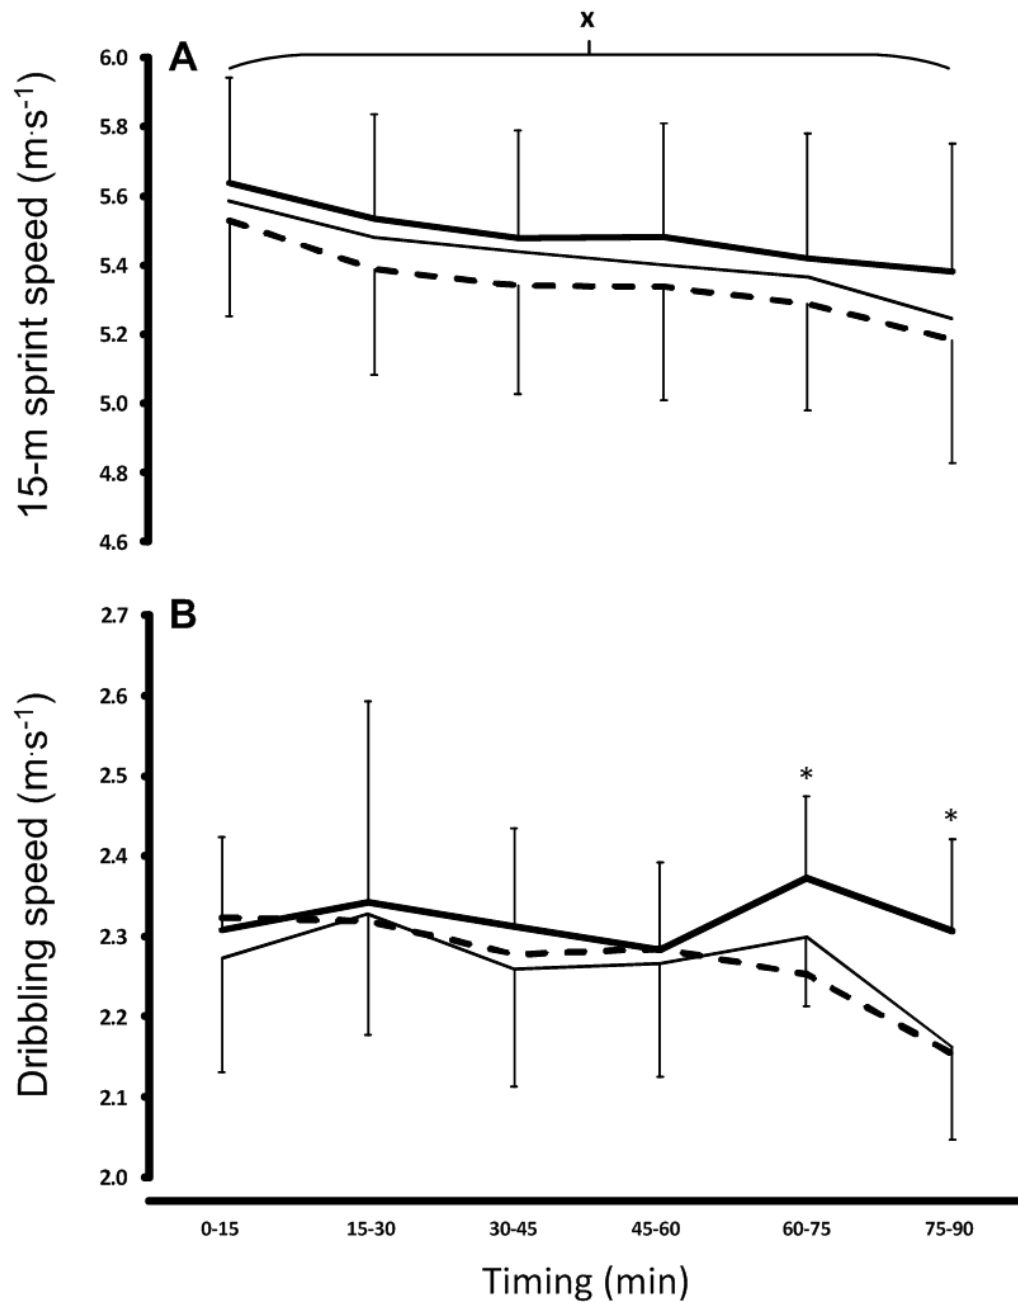 x
A
15-m sprint speed (m·s-1)
6.0
5.8
5.6
5.4
5.2
5.0
4.8
4.6
B
Dribbling speed (m·s-1)
2.7
2.6
2.5
2.4
2.3
2.2
2.1
2.0
*
*
0-15 15-30 30-45 45-60 60-75 75-90
Timing (min)